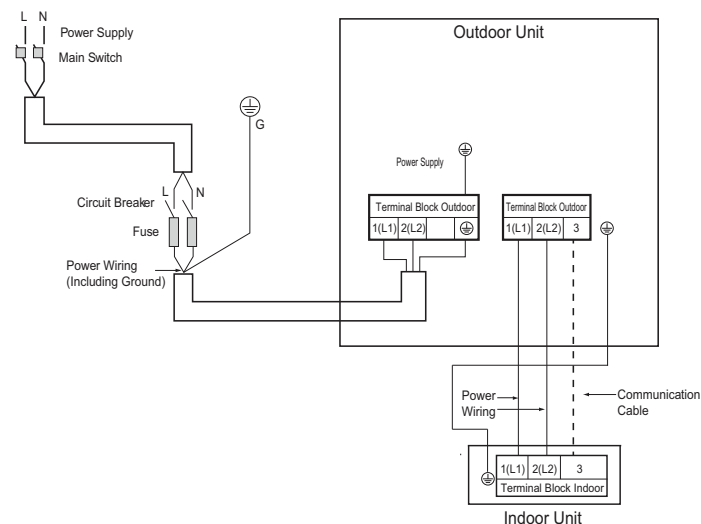 L N
Power Supply
Main Switch
G
L N
Circuit Breaker
Fuse
Power Wiring
(Including Ground)
Outdoor Unit
Power Supply
Terminal Block Outdoor
1(L1) 2(L2)
Terminal Block Outdoor
1(L1) 2(L2) 3
Power
Wiring
Communication
Cable
1(L1) 2(L2) 3
Terminal Block Indoor
Indoor Unit